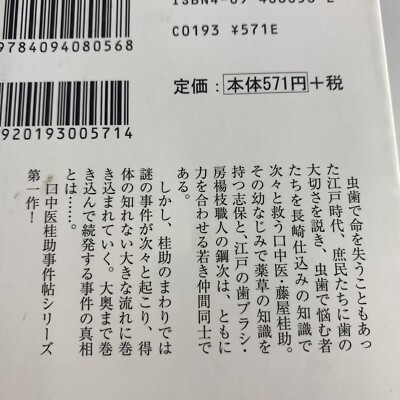 ISBN4-09-408056-2
9784094080568
C0193 ¥571E
定価：本体571円＋税
920193005714
虫歯で命を失うこともあっ
た江戸時代、庶民たちに歯の
大切さを説き、虫歯で悩む者
たちを長崎仕込みの知識で
次々と救う口中医・藤屋桂助。
その幼なじみで薬草の知識を
持つ志保と、江戸の歯ブラシ・
房楊枝職人の鋼次は、ともに
力を合わせる若き仲間同士で
ある。
しかし、桂助のまわりでは
謎の事件が次々と起こり、得
体の知れない大きな流れに巻
き込まれていく。大奥まで巻
き込んで続発する事件の真相
とは……。
口中医桂助事件帖シリーズ
第一作！